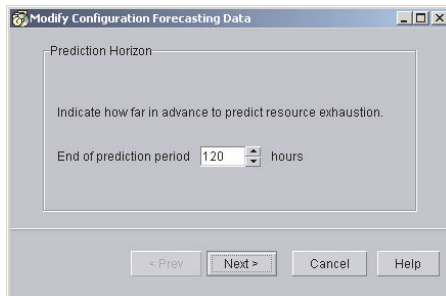 Modify Configuration Forecasting Data
Prediction Horizon
Indicate how far in advance to predict resource exhaustion.
End of prediction period 120 hours
< Prev Next > Cancel Help